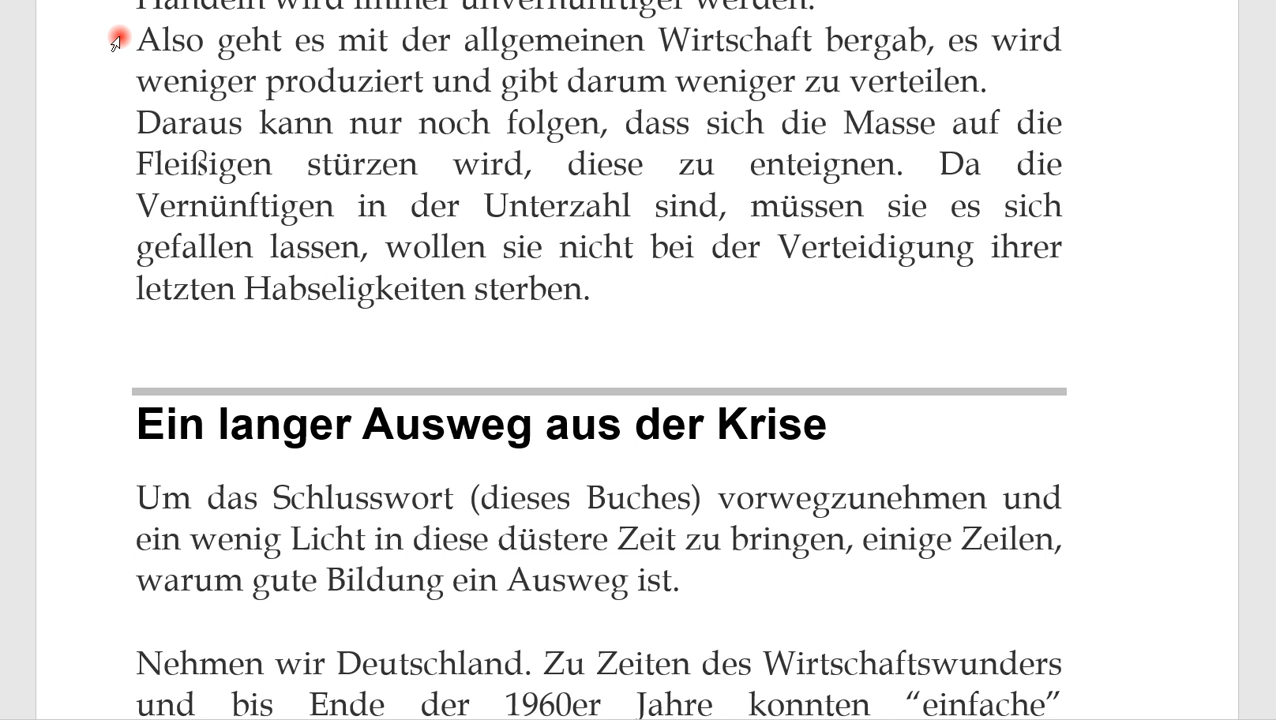 Handeln wird immer unvernünftiger werden.
Also geht es mit der allgemeinen Wirtschaft bergab, es wird
weniger produziert und gibt darum weniger zu verteilen.
Daraus kann nur noch folgen, dass sich die Masse auf die
Fleißigen stürzen wird, diese zu enteignen. Da die
Vernünftigen in der Unterzahl sind, müssen sie es sich
gefallen lassen, wollen sie nicht bei der Verteidigung ihrer
letzten Habseligkeiten sterben.
Ein langer Ausweg aus der Krise
Um das Schlusswort (dieses Buches) vorwegzunehmen und
ein wenig Licht in diese düstere Zeit zu bringen, einige Zeilen,
warum gute Bildung ein Ausweg ist.
Nehmen wir Deutschland. Zu Zeiten des Wirtschaftswunders
und bis Ende der 1960er Jahre konnten “einfache”